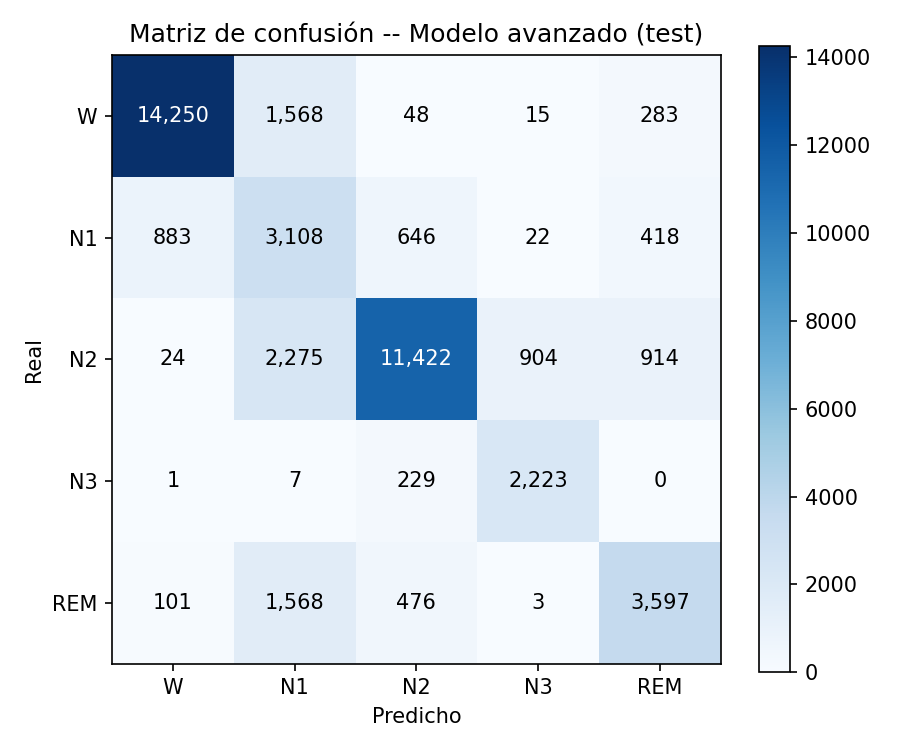 Matriz de confusión -- Modelo avanzado (test)
W 14,250 1,568 48 15 283
N1 883 3,108 646 22 418
N2 24 2,275 11,422 904 914
N3 1 7 229 2,223 0
REM 101 1,568 476 3 3,597
W N1 N2 N3 REM
Predicho
Real
14000
12000
10000
8000
6000
4000
2000
0